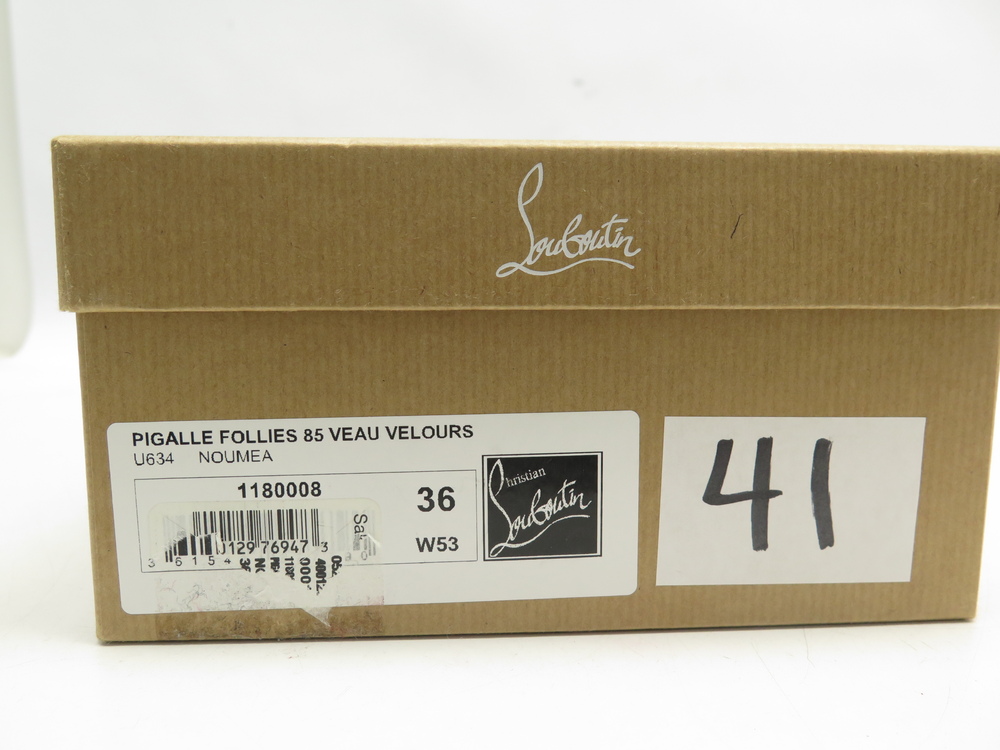 Louboutin
PIGALLE FOLLIES 85 VEAU VELOURS
U634 NOUMEA
1180008
36
W53
Christian
Louboutin
41